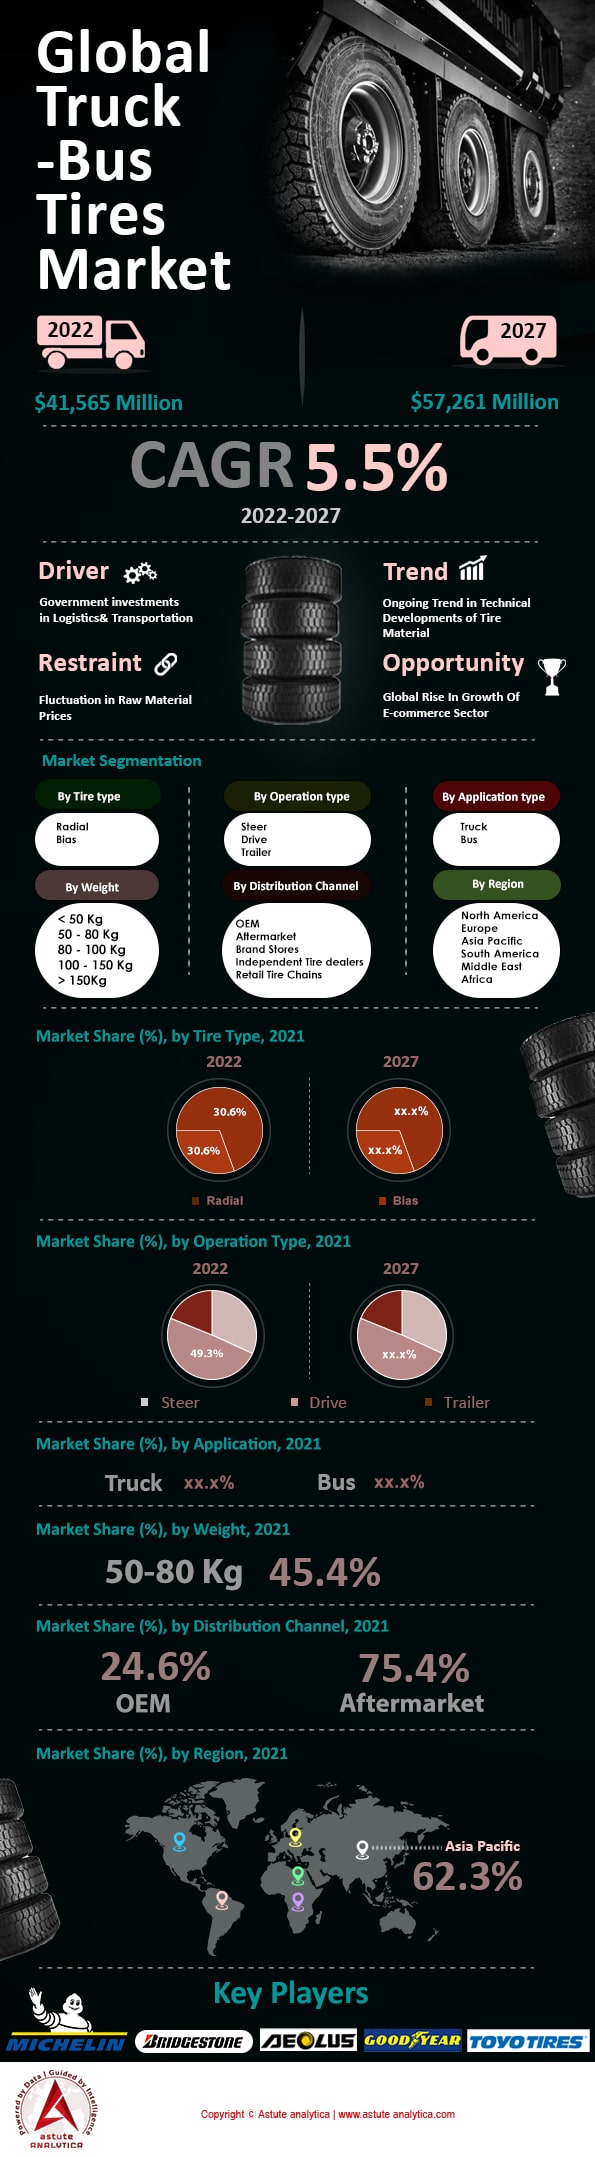 Global
Truck
-Bus
Tires
Market
2022
2027
$41,565 Million
$57,261 Million
CAGR 5.5%
2022-2027
Driver
Government investments
in Logistics& Transportation
Trend
Ongoing Trend in Technical
Developments of Tire
Material
Restraint
Fluctuation in Raw Material
Prices
Opportunity
Global Rise In Growth Of
E-commerce Sector
Market Segmentation
By Tire type
Radial
Bias
By Operation type
Steer
Drive
Trailer
By Application type
Truck
Bus
By Weight
< 50 Kg
50 - 80 Kg
80 - 100 Kg
100 - 150 Kg
> 150Kg
By Distribution Channel
OEM
Aftermarket
Brand Stores
Independent Tire dealers
Retail Tire Chains
By Region
North America
Europe
Asia Pacific
South America
Middle East
Africa
Market Share (%), by Tire Type, 2021
2022
2027
30.6%
30.6%
xx.x%
xx.x%
Radial
Bias
Market Share (%), by Operation Type, 2021
2022
2027
49.3%
xx.x%
Steer
Drive
Trailer
Market Share (%), by Application, 2021
Truck xx.x%
Bus xx.x%
Market Share (%), by Weight, 2021
50-80 Kg 45.4%
Market Share (%), by Distribution Channel, 2021
24.6%
OEM
75.4%
Aftermarket
Market Share (%), by Region, 2021
Asia Pacific
62.3%
Key Players
MICHELIN
BRIDGESTONE
AEOLUS
GOODYEAR
TOYO TIRES
Powered by Data | Guided by Intelligence
astute
ANALYTICA
Copyright © Astute analytica | www.astute analytica.com